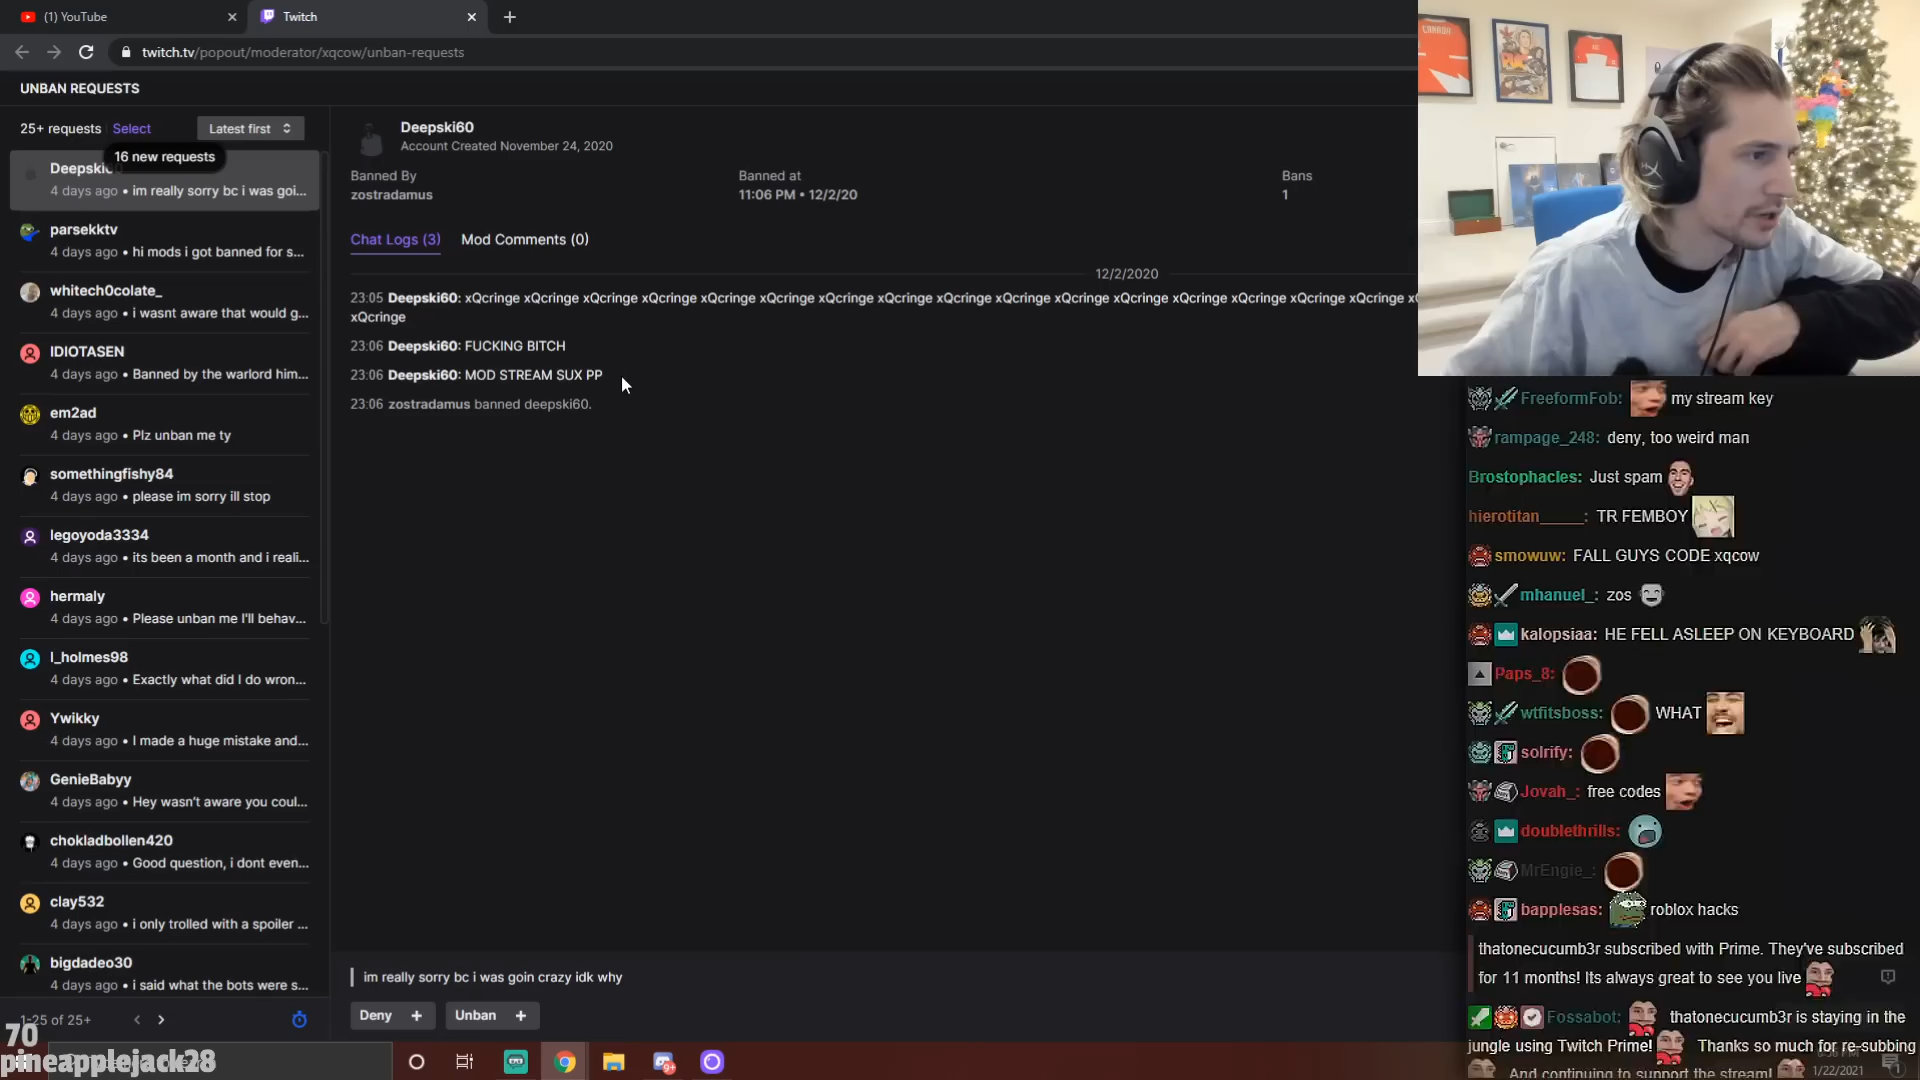 (1) YouTube
Twitch
twitch.tv/popout/moderator/xqcow/unban-requests
UNBAN REQUESTS
25+ requests Select Latest first
16 new requests
4 days ago • im really sorry bc i was goi...
parsekktv
4 days ago • hi mods i got banned for s...
whitech0colate_
4 days ago • i wasnt aware that would g...
IDIOTASEN
4 days ago • Banned by the warlord him...
em2ad
4 days ago • Plz unban me ty
somethingfishy84
4 days ago • please im sorry ill stop
legoyoda3334
4 days ago • its been a month and i reali...
hermaly
4 days ago • Please unban me I'll behav...
l_holmes98
4 days ago • Exactly what did I do wron...
Ywikky
4 days ago • I made a huge mistake and...
GenieBabyy
4 days ago • Hey wasn't aware you coul...
chokladbollen420
4 days ago • Good question, i dont even...
clay532
4 days ago • i only trolled with a spoiler ...
bigdadeo30
4 days ago • i said what the bots were s...
1-25 of 25+
Deepski60
Account Created November 24, 2020
Banned By Banned at Bans
zostradamus 11:06 PM • 12/2/20 1
Chat Logs (3) Mod Comments (0)
12/2/2020
23:05 Deepski60: xQcringe xQcringe xQcringe xQcringe xQcringe xQcringe xQcringe xQcringe xQcringe xQcringe xQcringe xQcringe xQcringe xQcringe xQcringe xQcringe
xQcringe
23:06 Deepski60: FUCKING BITCH
23:06 Deepski60: MOD STREAM SUX PP
23:06 zostradamus banned deepski60.
im really sorry bc i was goin crazy idk why
Deny + Unban +
FreeformFob: my stream key
rampage_248: deny, too weird man
Brostophacles: Just spam
hierotitan_____: TR FEMBOY
smowuw: FALL GUYS CODE xqcow
mhanuel_: zos
kalopsiaa: HE FELL ASLEEP ON KEYBOARD
Paps_8:
wtfitsboss: WHAT
solrify:
Jovah_: free codes
doublethrills:
MrEngie_:
bapplesas: roblox hacks
thatonecucumb3r subscribed with Prime. They've subscribed
for 11 months! Its always great to see you live
Fossabot: thatonecucumb3r is staying in the
jungle using Twitch Prime! Thanks so much for re-subbing
And continuing to support the stream!
70
pineapplejack28
1/22/2021